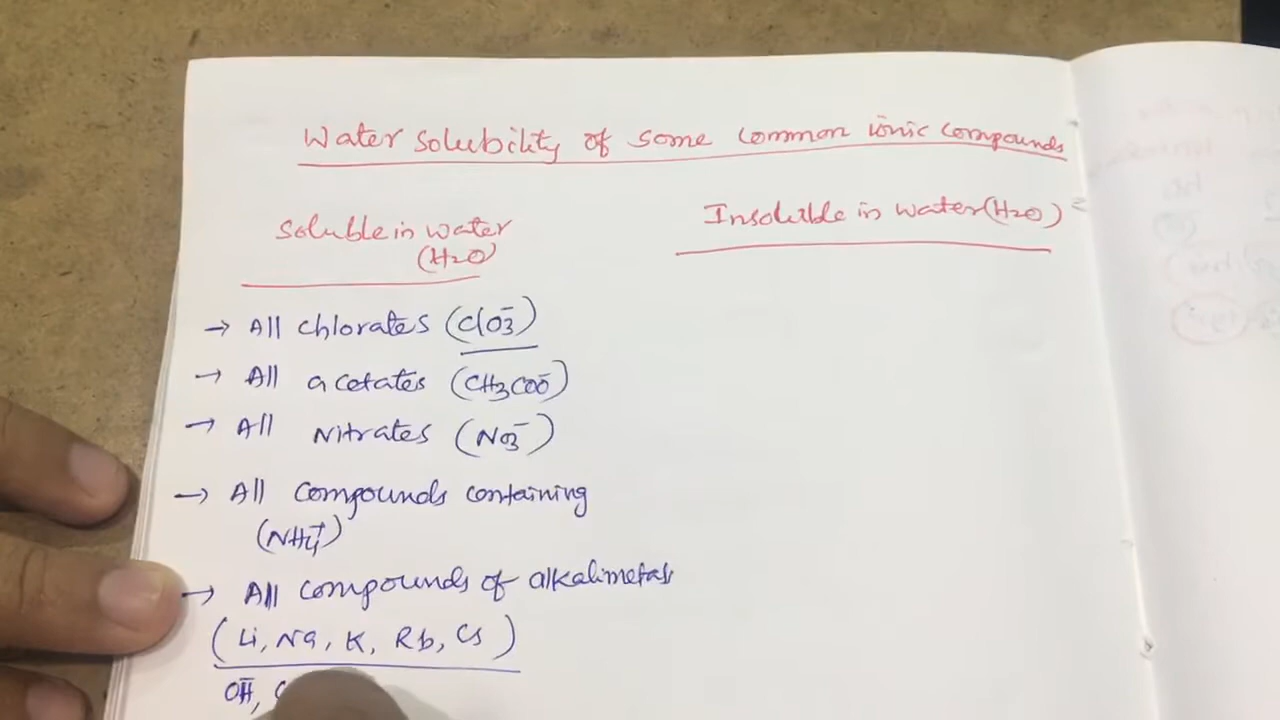 Water solubility of some common ionic compounds
Soluble in water
(H2O)
Insoluble in water (H2O)
→ All chlorates (ClO3⁻)
→ All acetates (CH3COO⁻)
→ All Nitrates (NO3⁻)
→ All compounds containing
(NH4⁺)
→ All compounds of alkalimetals
(Li, Na, K, Rb, Cs)
OH⁻,